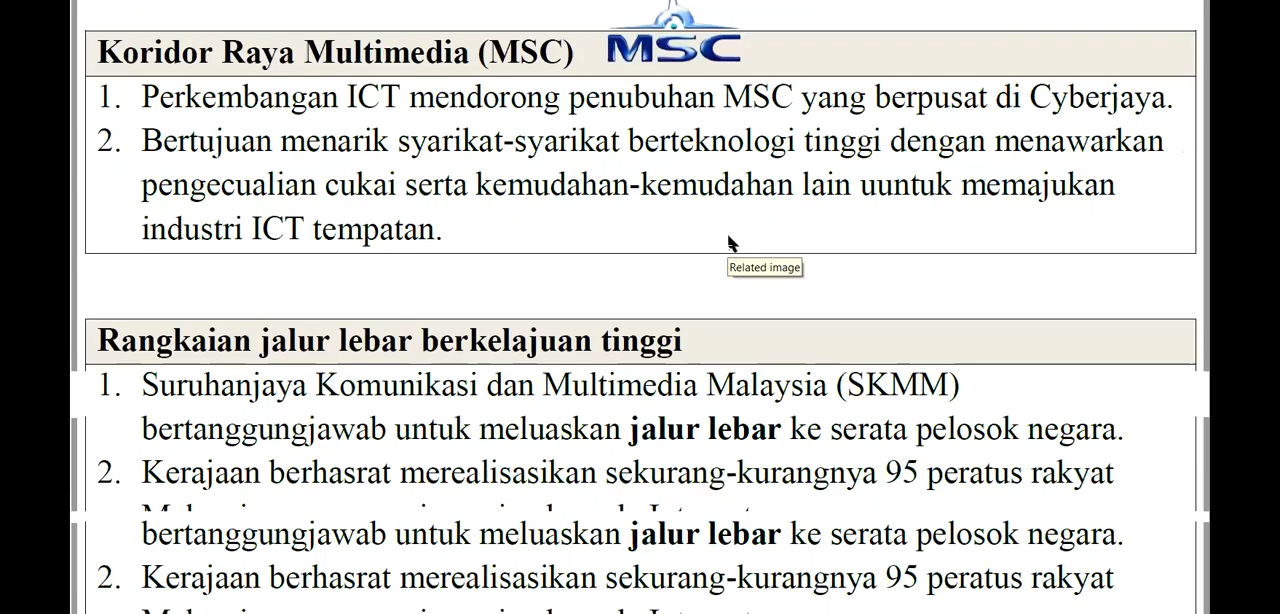 Koridor Raya Multimedia (MSC) MSC
1. Perkembangan ICT mendorong penubuhan MSC yang berpusat di Cyberjaya.
2. Bertujuan menarik syarikat-syarikat berteknologi tinggi dengan menawarkan
pengecualian cukai serta kemudahan-kemudahan lain uuntuk memajukan
industri ICT tempatan.
Related image
Rangkaian jalur lebar berkelajuan tinggi
1. Suruhanjaya Komunikasi dan Multimedia Malaysia (SKMM)
bertanggungjawab untuk meluaskan jalur lebar ke serata pelosok negara.
2. Kerajaan berhasrat merealisasikan sekurang-kurangnya 95 peratus rakyat
bertanggungjawab untuk meluaskan jalur lebar ke serata pelosok negara.
2. Kerajaan berhasrat merealisasikan sekurang-kurangnya 95 peratus rakyat